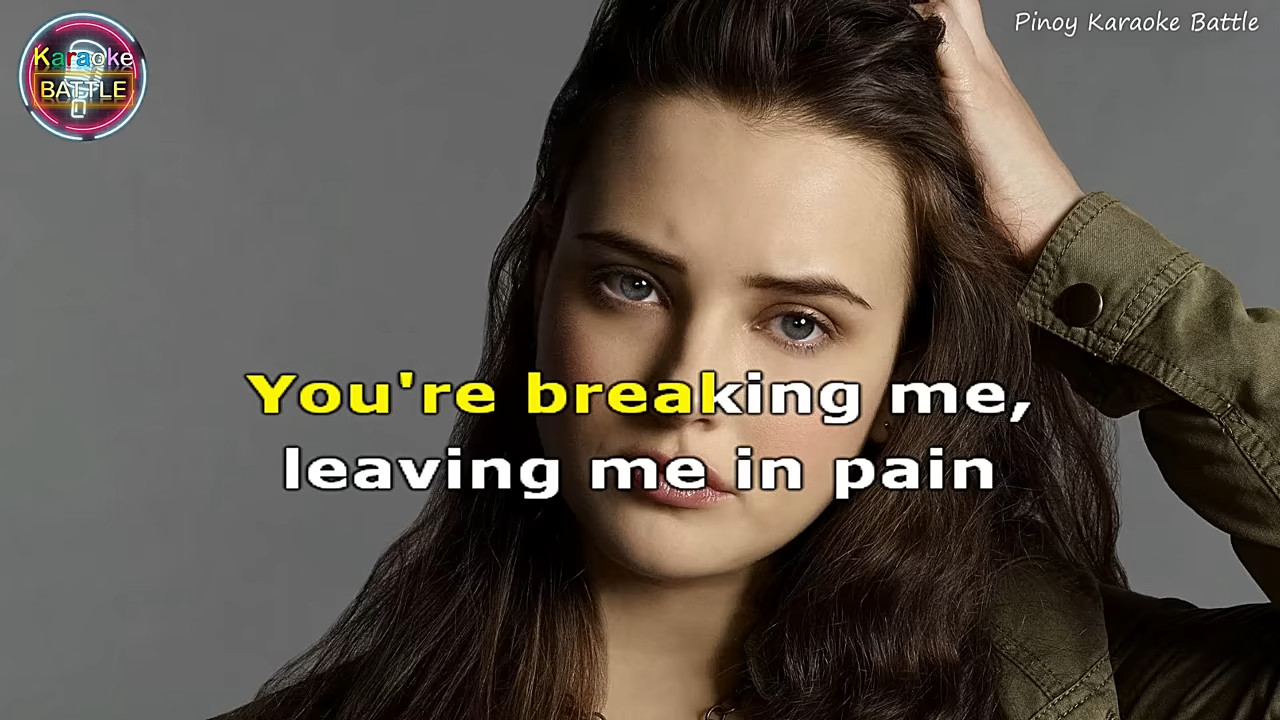 Karaoke
BATTLE
Pinoy Karaoke Battle
You're breaking me,
leaving me in pain